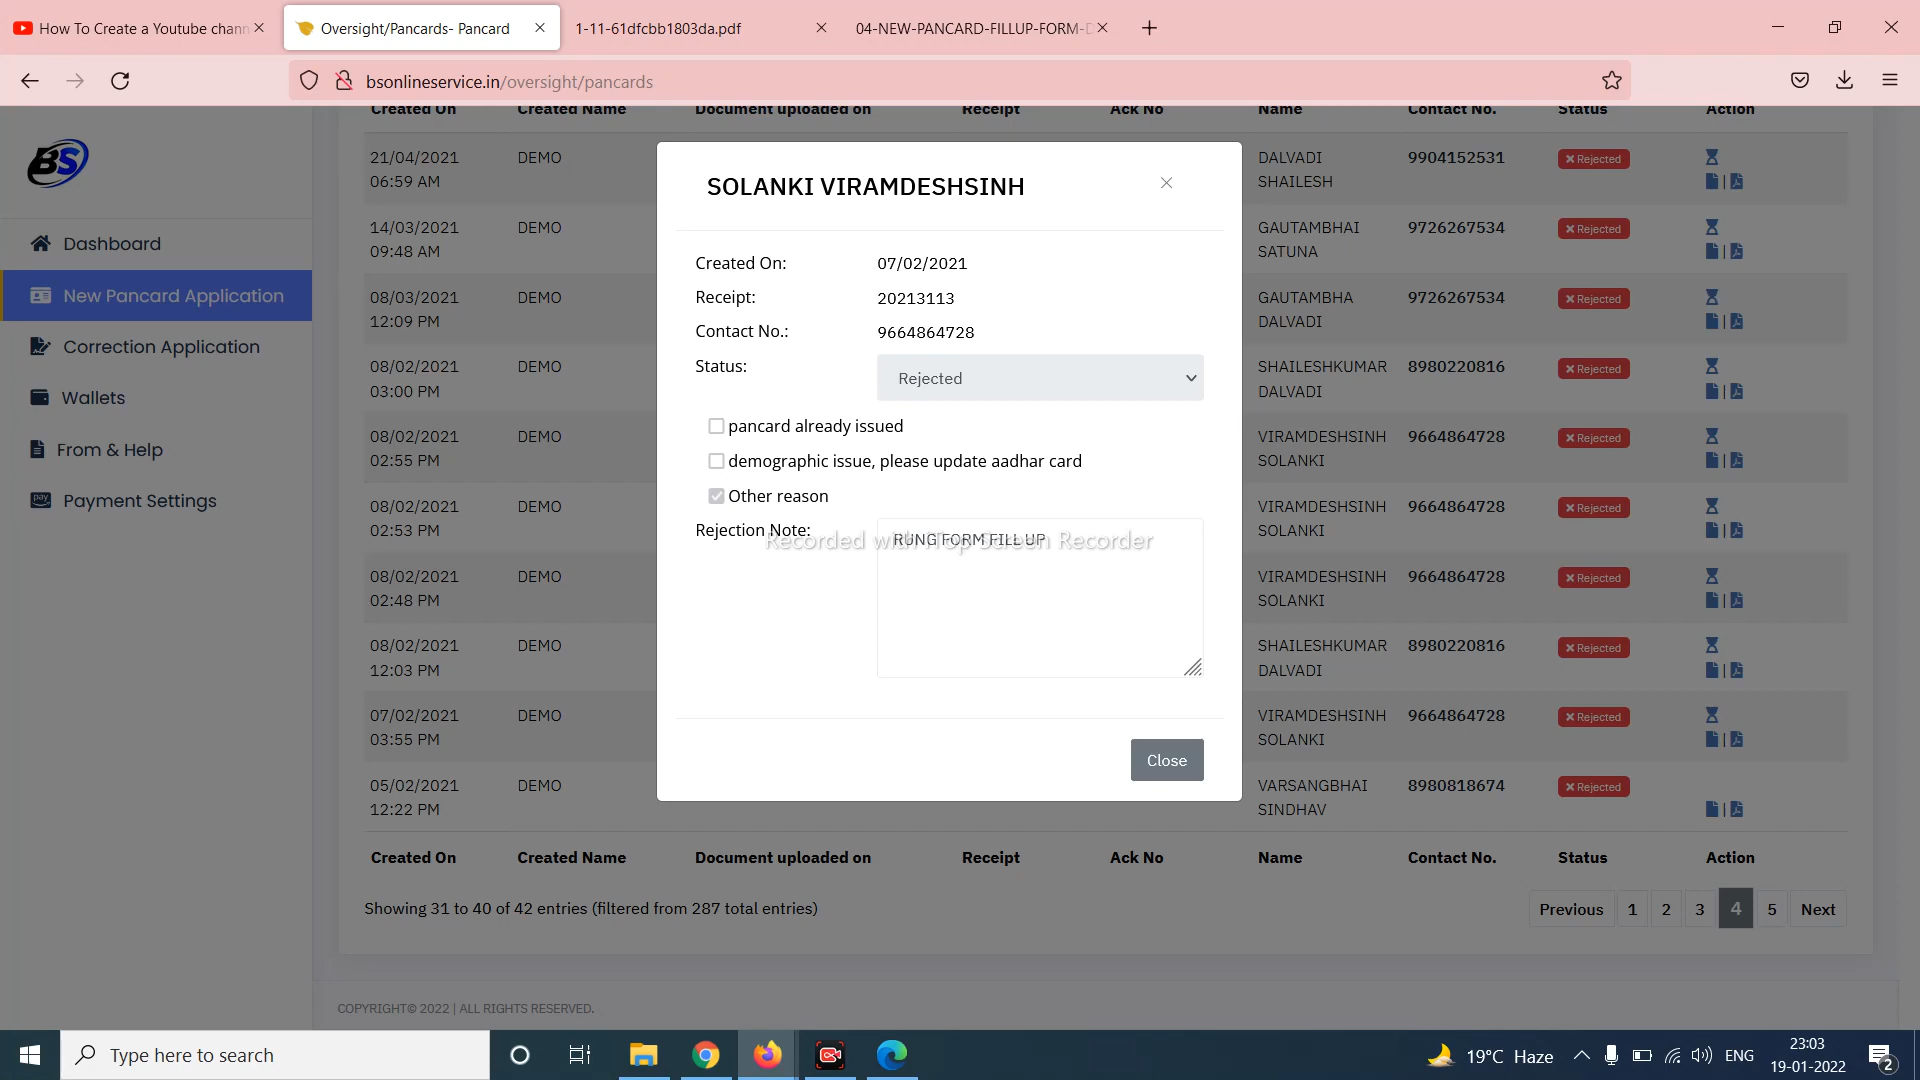 How To Create a Youtube chann
Oversight/Pancards- Pancard
1-11-61dfcbb1803da.pdf
04-NEW-PANCARD-FILLUP-FORM-D
bsonlineservice.in/oversight/pancards
BS
Dashboard
New Pancard Application
Correction Application
Wallets
From & Help
Payment Settings
Created On Created Name Document uploaded on Receipt Ack No Name Contact No. Status Action
21/04/2021 DEMO DALVADI 9904152531 Rejected
06:59 AM SHAILESH
14/03/2021 DEMO GAUTAMBHAI 9726267534 Rejected
09:48 AM SATUNA
08/03/2021 DEMO GAUTAMBHA 9726267534 Rejected
12:09 PM DALVADI
08/02/2021 DEMO SHAILESHKUMAR 8980220816 Rejected
03:00 PM DALVADI
08/02/2021 DEMO VIRAMDESHSINH 9664864728 Rejected
02:55 PM SOLANKI
08/02/2021 DEMO VIRAMDESHSINH 9664864728 Rejected
02:53 PM SOLANKI
08/02/2021 DEMO VIRAMDESHSINH 9664864728 Rejected
02:48 PM SOLANKI
08/02/2021 DEMO SHAILESHKUMAR 8980220816 Rejected
12:03 PM DALVADI
07/02/2021 DEMO VIRAMDESHSINH 9664864728 Rejected
03:55 PM SOLANKI
05/02/2021 DEMO VARSANGBHAI 8980818674 Rejected
12:22 PM SINDHAV
Created On Created Name Document uploaded on Receipt Ack No Name Contact No. Status Action
Showing 31 to 40 of 42 entries (filtered from 287 total entries)
Previous 1 2 3 4 5 Next
COPYRIGHT© 2022 | ALL RIGHTS RESERVED.
SOLANKI VIRAMDESHSINH
Created On: 07/02/2021
Receipt: 20213113
Contact No.: 9664864728
Status: Rejected
pancard already issued
demographic issue, please update aadhar card
Other reason
Rejection Note: RUNG FORM FILL UP
Recorded with iTop Screen Recorder
Close
Type here to search
19°C Haze
ENG
23:03
19-01-2022
2